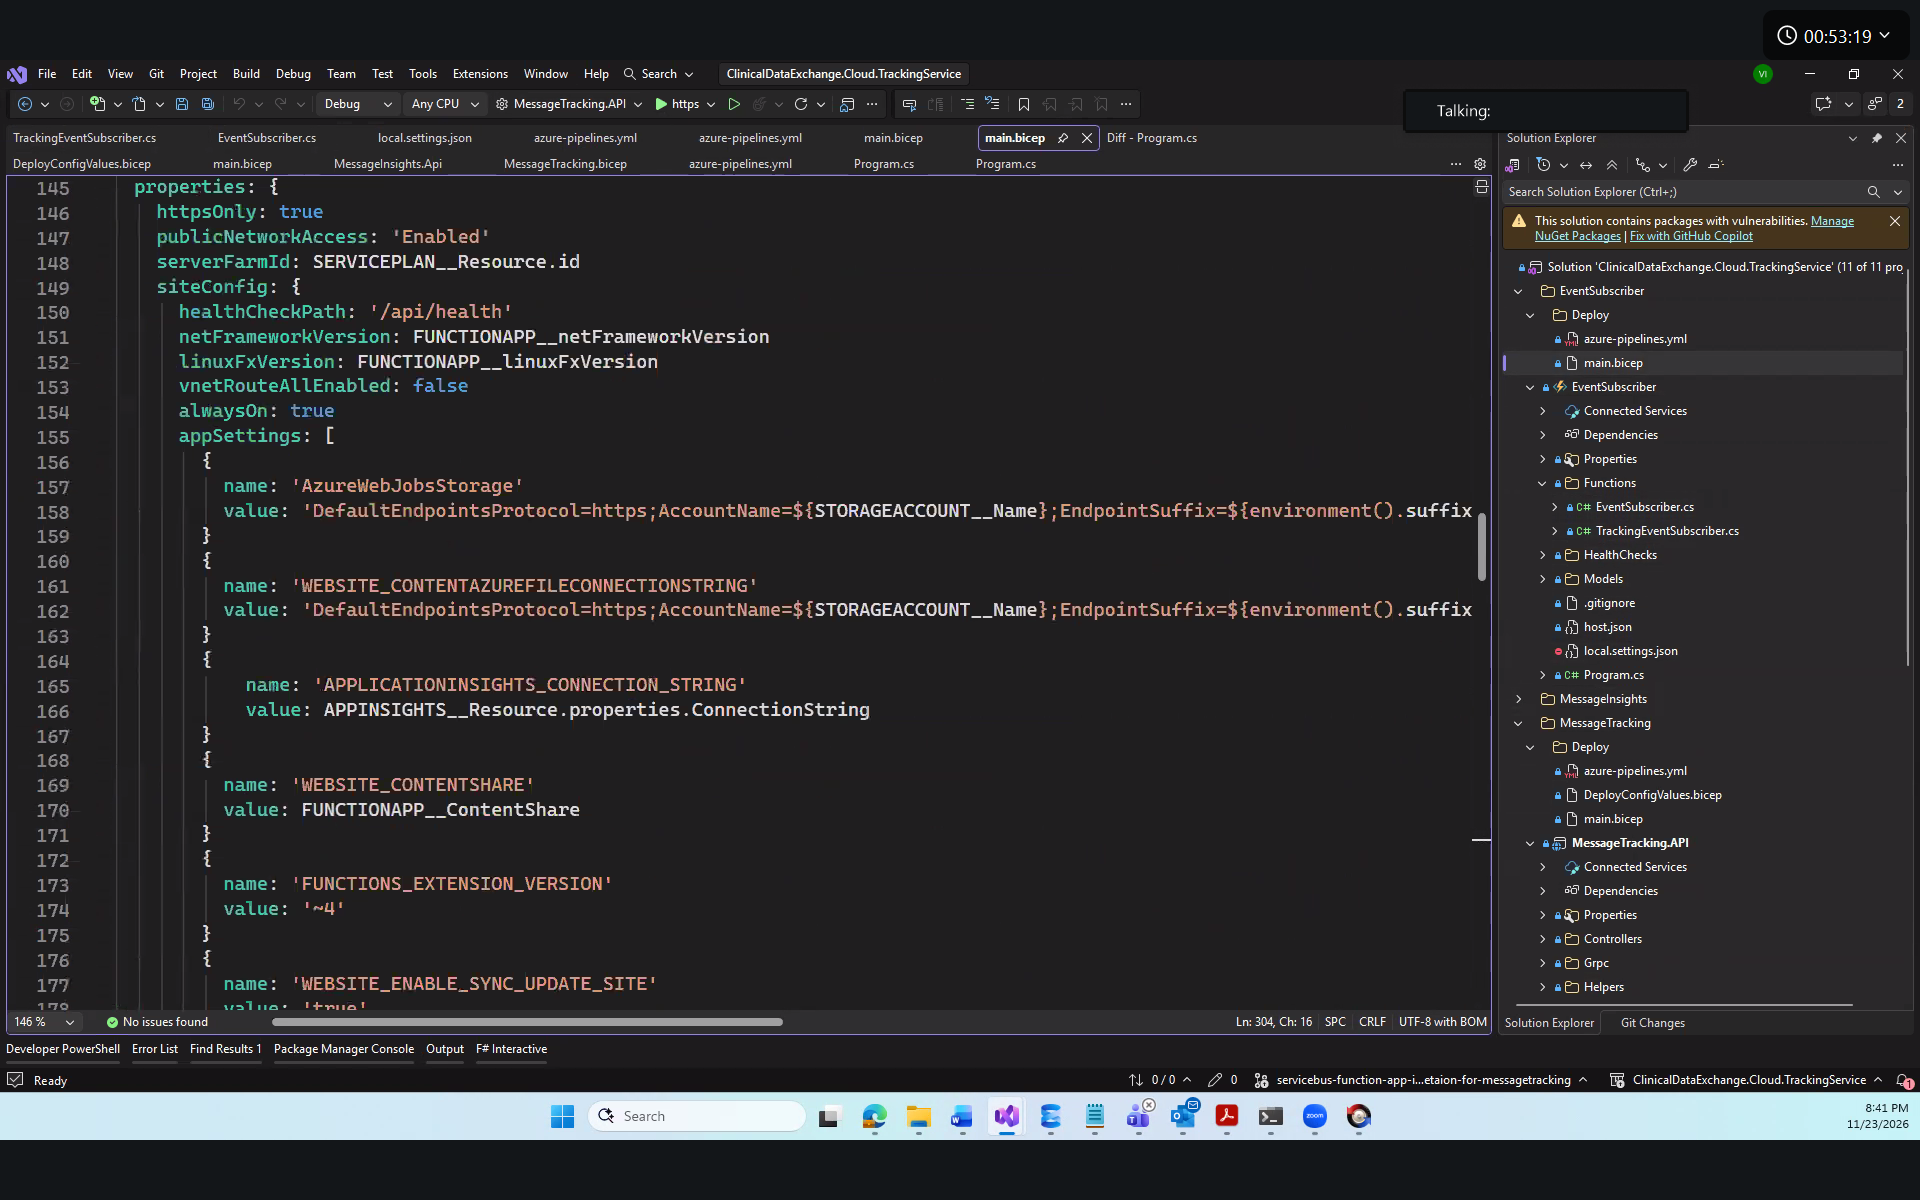 00:53:19
File Edit View Git Project Build Debug Team Test Tools Extensions Window Help Search ClinicalDataExchange.Cloud.TrackingService VI
Debug Any CPU MessageTracking.API https 2
Talking:
TrackingEventSubscriber.cs EventSubscriber.cs local.settings.json azure-pipelines.yml azure-pipelines.yml main.bicep main.bicep Diff - Program.cs
DeployConfigValues.bicep main.bicep MessageInsights.Api MessageTracking.bicep azure-pipelines.yml Program.cs Program.cs
145 properties: {
146 httpsOnly: true
147 publicNetworkAccess: 'Enabled'
148 serverFarmId: SERVICEPLAN__Resource.id
149 siteConfig: {
150 healthCheckPath: '/api/health'
151 netFrameworkVersion: FUNCTIONAPP__netFrameworkVersion
152 linuxFxVersion: FUNCTIONAPP__linuxFxVersion
153 vnetRouteAllEnabled: false
154 alwaysOn: true
155 appSettings: [
156 {
157 name: 'AzureWebJobsStorage'
158 value: 'DefaultEndpointsProtocol=https;AccountName=${STORAGEACCOUNT__Name};EndpointSuffix=${environment().suffix
159 }
160 {
161 name: 'WEBSITE_CONTENTAZUREFILECONNECTIONSTRING'
162 value: 'DefaultEndpointsProtocol=https;AccountName=${STORAGEACCOUNT__Name};EndpointSuffix=${environment().suffix
163 }
164 {
165 name: 'APPLICATIONINSIGHTS_CONNECTION_STRING'
166 value: APPINSIGHTS__Resource.properties.ConnectionString
167 }
168 {
169 name: 'WEBSITE_CONTENTSHARE'
170 value: FUNCTIONAPP__ContentShare
171 }
172 {
173 name: 'FUNCTIONS_EXTENSION_VERSION'
174 value: '~4'
175 }
176 {
177 name: 'WEBSITE_ENABLE_SYNC_UPDATE_SITE'
178 value: 'true'
146 % No issues found Ln: 304, Ch: 16 SPC CRLF UTF-8 with BOM
Solution Explorer
Search Solution Explorer (Ctrl+;)
This solution contains packages with vulnerabilities. Manage
NuGet Packages | Fix with GitHub Copilot
Solution 'ClinicalDataExchange.Cloud.TrackingService' (11 of 11 pro
EventSubscriber
Deploy
azure-pipelines.yml
main.bicep
EventSubscriber
Connected Services
Dependencies
Properties
Functions
C# EventSubscriber.cs
C# TrackingEventSubscriber.cs
HealthChecks
Models
.gitignore
host.json
local.settings.json
C# Program.cs
MessageInsights
MessageTracking
Deploy
azure-pipelines.yml
DeployConfigValues.bicep
main.bicep
MessageTracking.API
Connected Services
Dependencies
Properties
Controllers
Grpc
Helpers
Solution Explorer Git Changes
Developer PowerShell Error List Find Results 1 Package Manager Console Output F# Interactive
Ready 0 / 0 0 servicebus-function-app-i...etaion-for-messagetracking ClinicalDataExchange.Cloud.TrackingService 1
Search zoom
8:41 PM
11/23/2026